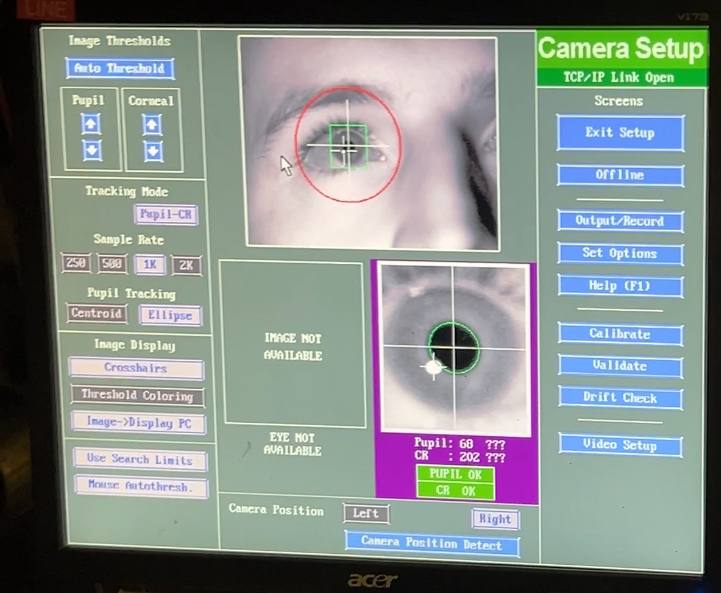 LINE
V173
Image Thresholds
Auto Threshold
Pupil
Corneal
Tracking Mode
Pupil-CR
Sample Rate
250 500 1K 2K
Pupil Tracking
Centroid Ellipse
Image Display
Crosshairs
Threshold Coloring
Image->Display PC
Use Search Limits
Mouse Autothresh.
IMAGE NOT
AVAILABLE
EYE NOT
AVAILABLE
Pupil: 68 ???
CR : 202 ???
PUPIL OK
CR OK
Camera Position Left Right
Camera Position Detect
Camera Setup
TCP/IP Link Open
Screens
Exit Setup
Offline
Output/Record
Set Options
Help (F1)
Calibrate
Validate
Drift Check
Video Setup
acer